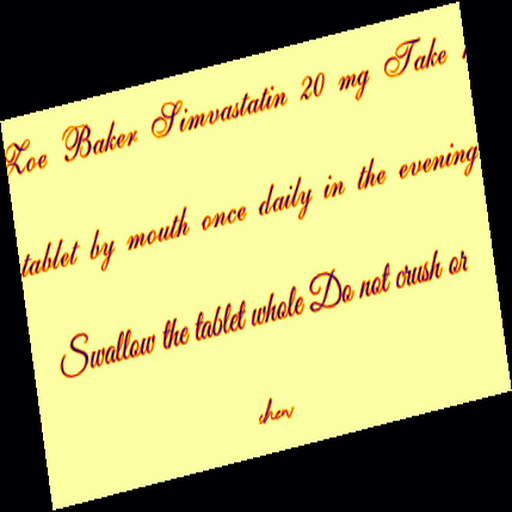 Zoe Baker Simvastatin 20 mg Take
tablet by mouth once daily in the evening
Swallow the tablet whole Do not crush or
chew